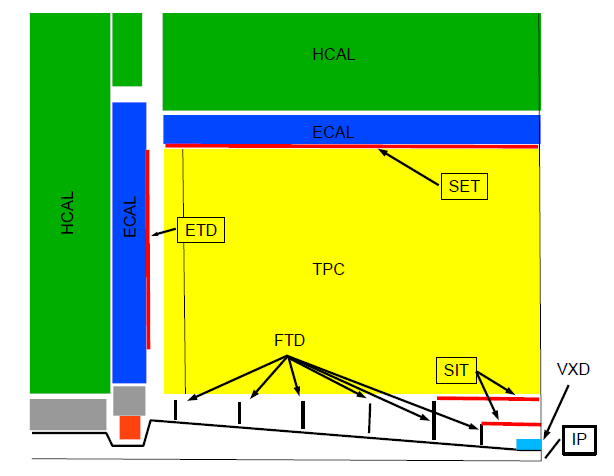 HCAL
ECAL
SET
HCAL
ECAL
ETD
TPC
FTD
SIT
VXD
IP